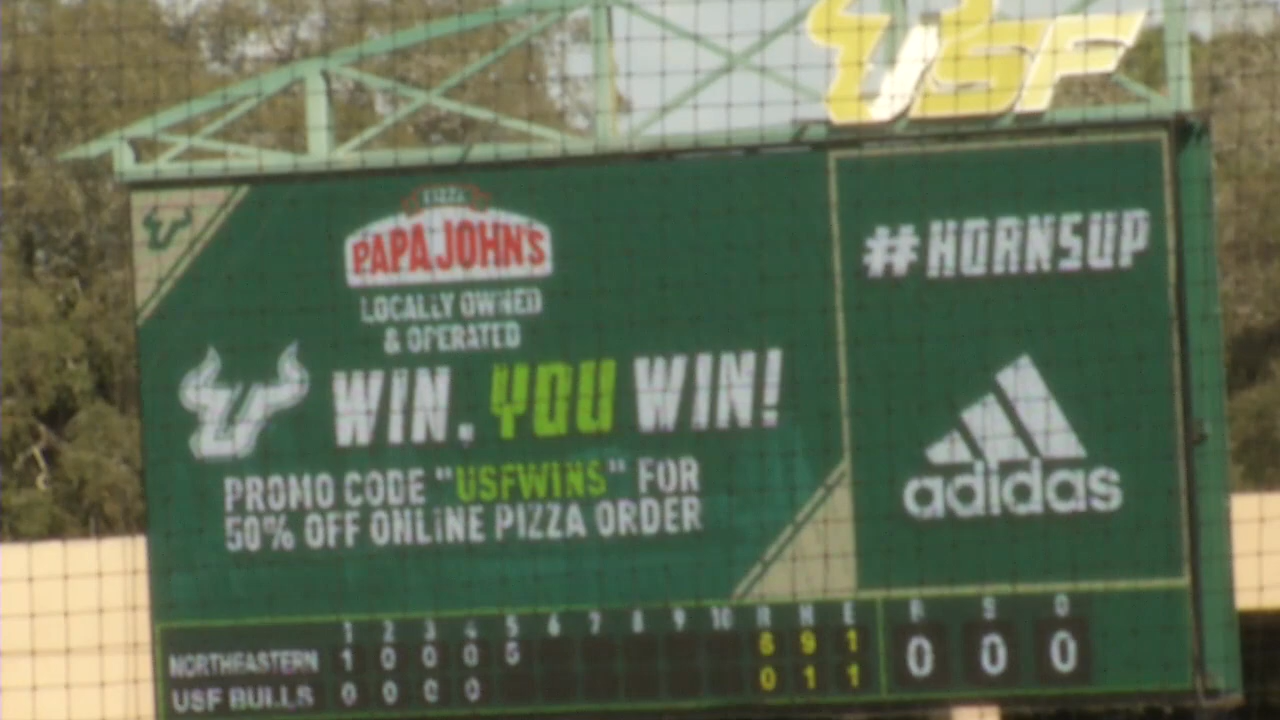 USF
PIZZA
PAPA JOHN'S
LOCALLY OWNED
& OPERATED
WIN. YOU WIN!
PROMO CODE "USFWINS" FOR
50% OFF ONLINE PIZZA ORDER
#HORNSUP
adidas
1 2 3 4 5 6 7 8 9 10 R H E
NORTHEASTERN 1 0 0 0 5 6 9 1
USF BULLS 0 0 0 0 0 1 1
B S O
0 0 0